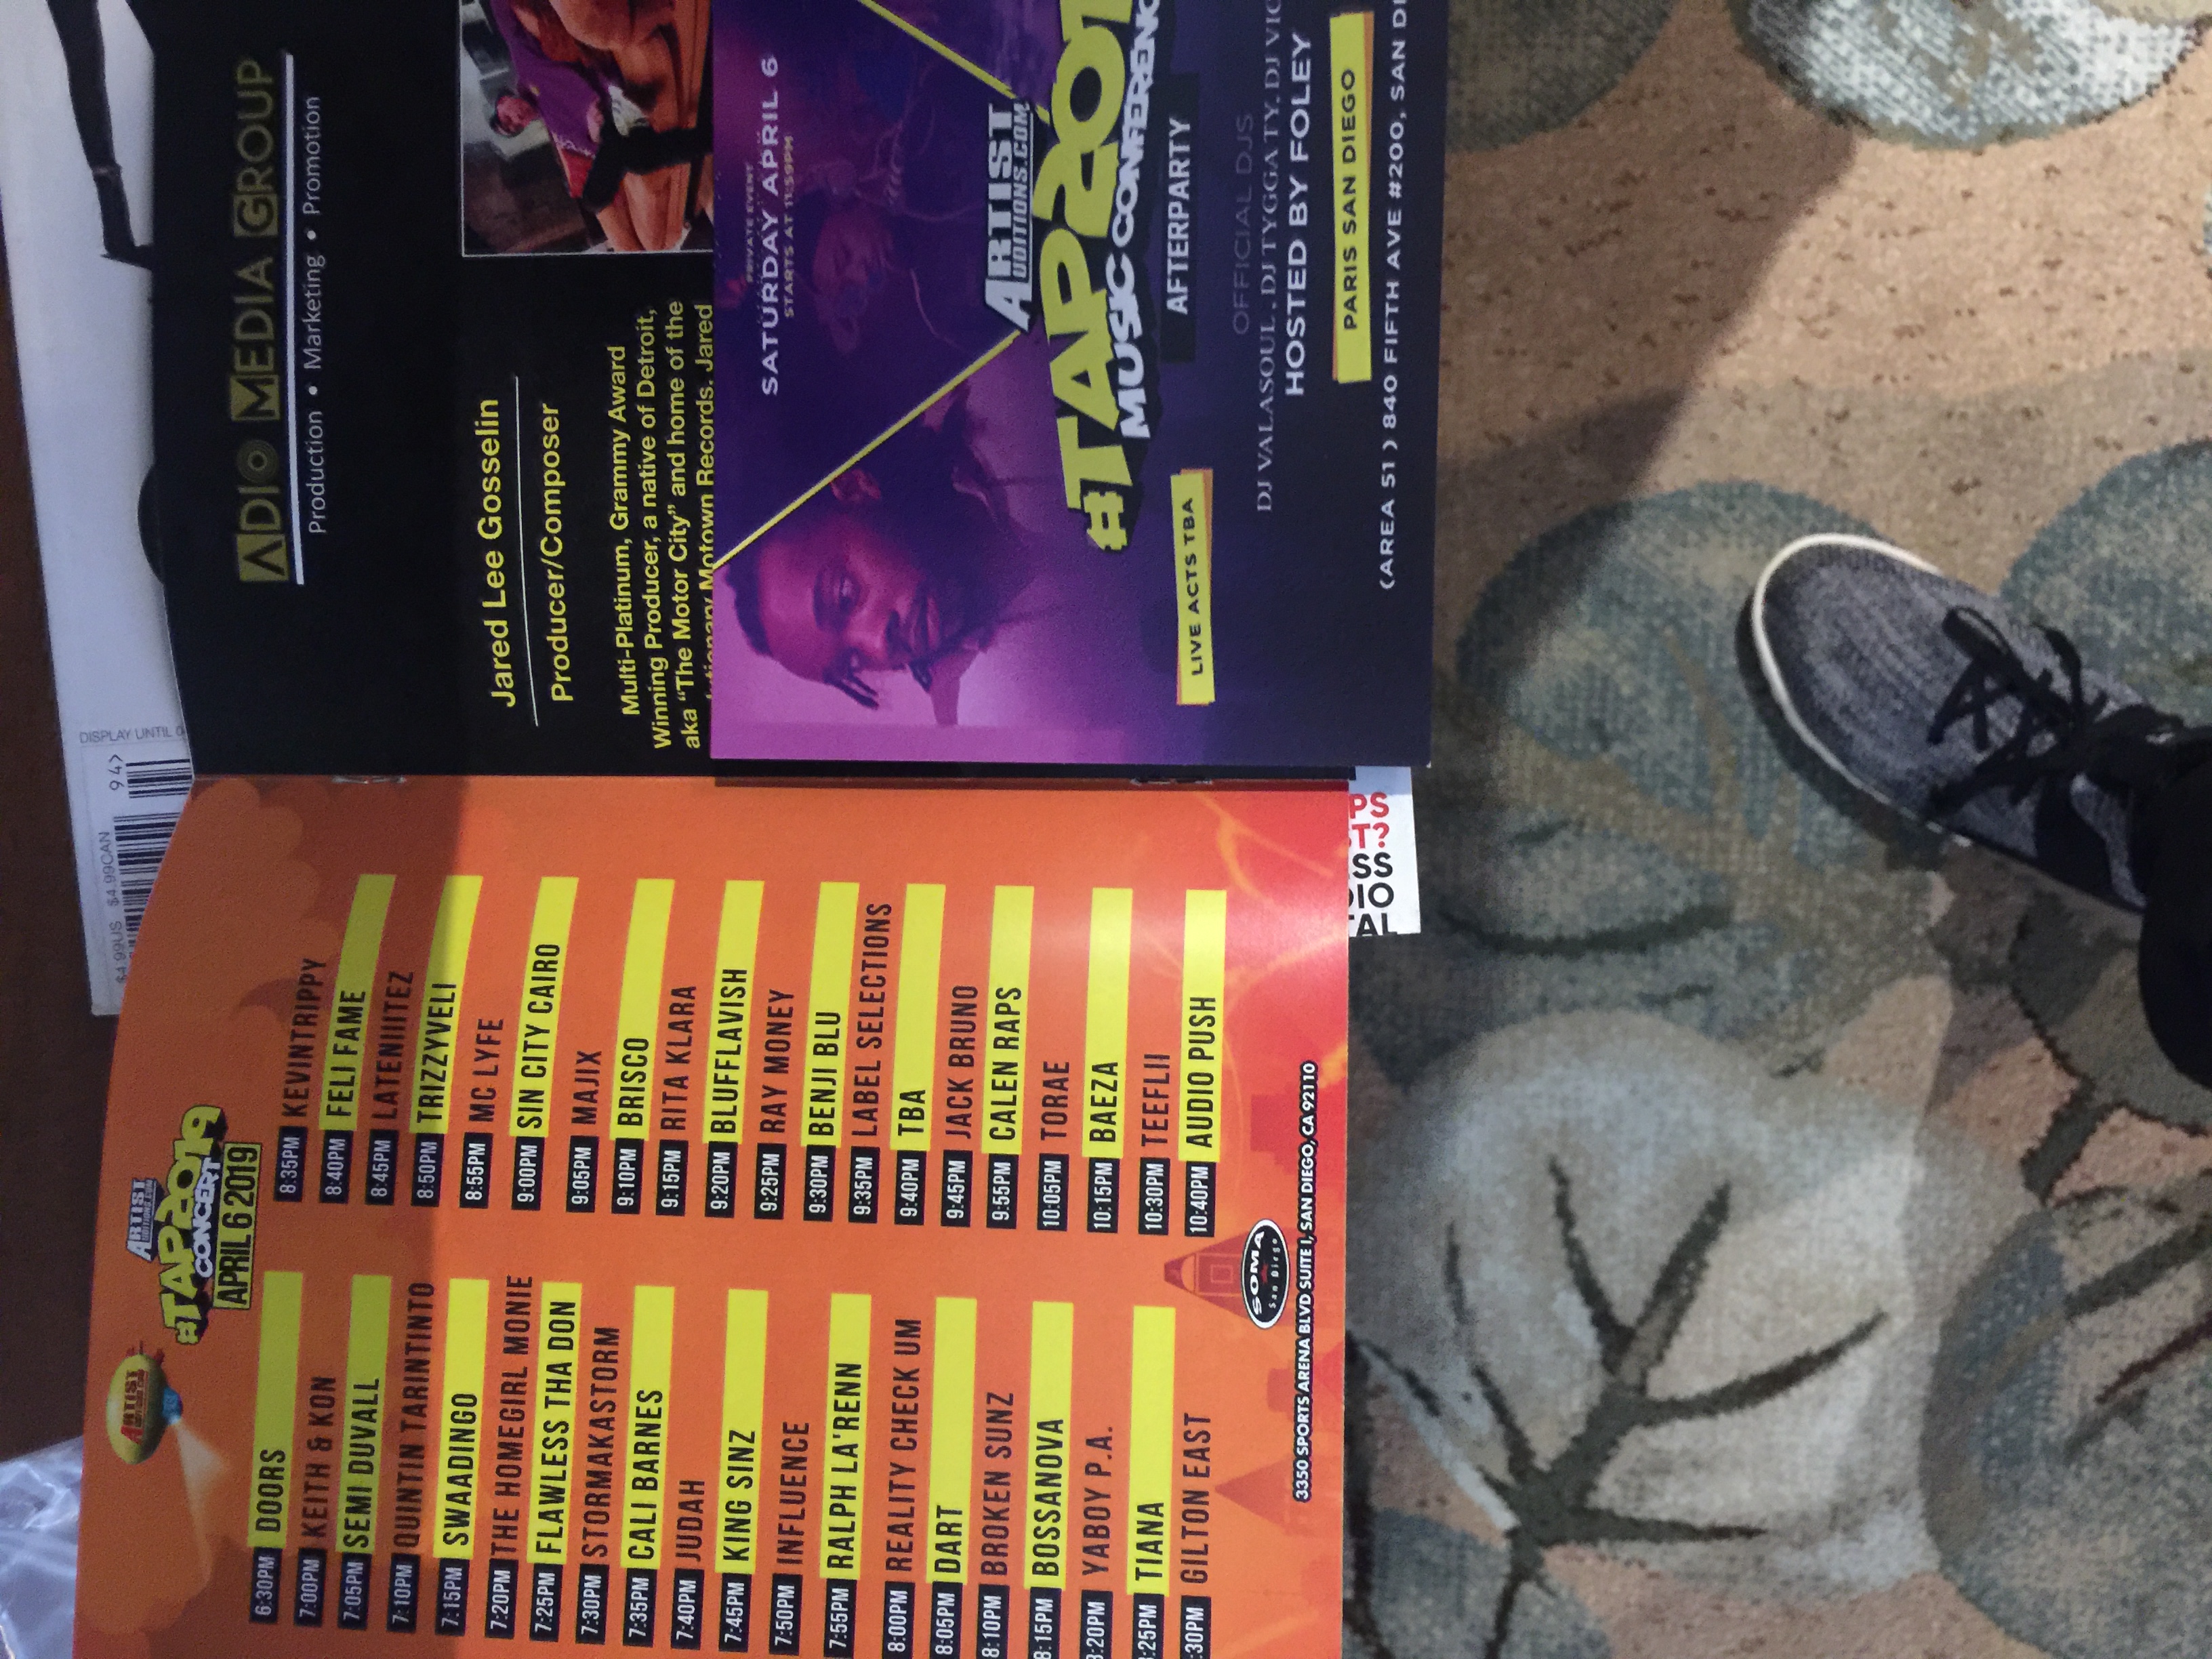 ARTIST
AUDITIONS.COM
#TAP2019
CONCERT
APRIL 6 2019
6:30PM DOORS
7:00PM KEITH & KON
7:05PM SEMI DUVALL
7:10PM QUINTIN TARINTINTO
7:15PM SWAADINGO
7:20PM THE HOMEGIRL MONIE
7:25PM FLAWLESS THA DON
7:30PM STORMAKASTORM
7:35PM CALI BARNES
7:40PM JUDAH
7:45PM KING SINZ
7:50PM INFLUENCE
7:55PM RALPH LA'RENN
8:00PM REALITY CHECK UM
8:05PM DART
8:10PM BROKEN SUNZ
8:15PM BOSSANOVA
8:20PM YABOY P.A.
:25PM TIANA
:30PM GILTON EAST
8:35PM KEVINTRIPPY
8:40PM FELI FAME
8:45PM LATENIIITEZ
8:50PM TRIZZYVELI
8:55PM MC LYFE
9:00PM SIN CITY CAIRO
9:05PM MAJIX
9:10PM BRISCO
9:15PM RITA KLARA
9:20PM BLUFFLAVISH
9:25PM RAY MONEY
9:30PM BENJI BLU
9:35PM LABEL SELECTIONS
9:40PM TBA
9:45PM JACK BRUNO
9:55PM CALEN RAPS
10:05PM TORAE
10:15PM BAEZA
10:30PM TEEFLII
10:40PM AUDIO PUSH
SOMA
San Diego
3350 SPORTS ARENA BLVD SUITE I, SAN DIEGO, CA 92110
$4.99US $4.99CAN
94>
DISPLAY UNTIL
ADIO MEDIA GROUP
Production • Marketing • Promotion
Jared Lee Gosselin
Producer/Composer
Multi-Platinum, Grammy Award
Winning Producer, a native of Detroit,
aka “The Motor City” and home of the
Motown Records. Jared
PRIVATE EVENT
SATURDAY APRIL 6
STARTS AT 11:59PM
ARTIST
AUDITIONS.COM
#TAP201
MUSIC CONFERENC
AFTERPARTY
LIVE ACTS TBA
OFFICIAL DJS
DJ VALASOUL, DJ TYGGA TY, DJ VIC
HOSTED BY FOLEY
PARIS SAN DIEGO
(AREA 51 ) 840 FIFTH AVE #200, SAN DI